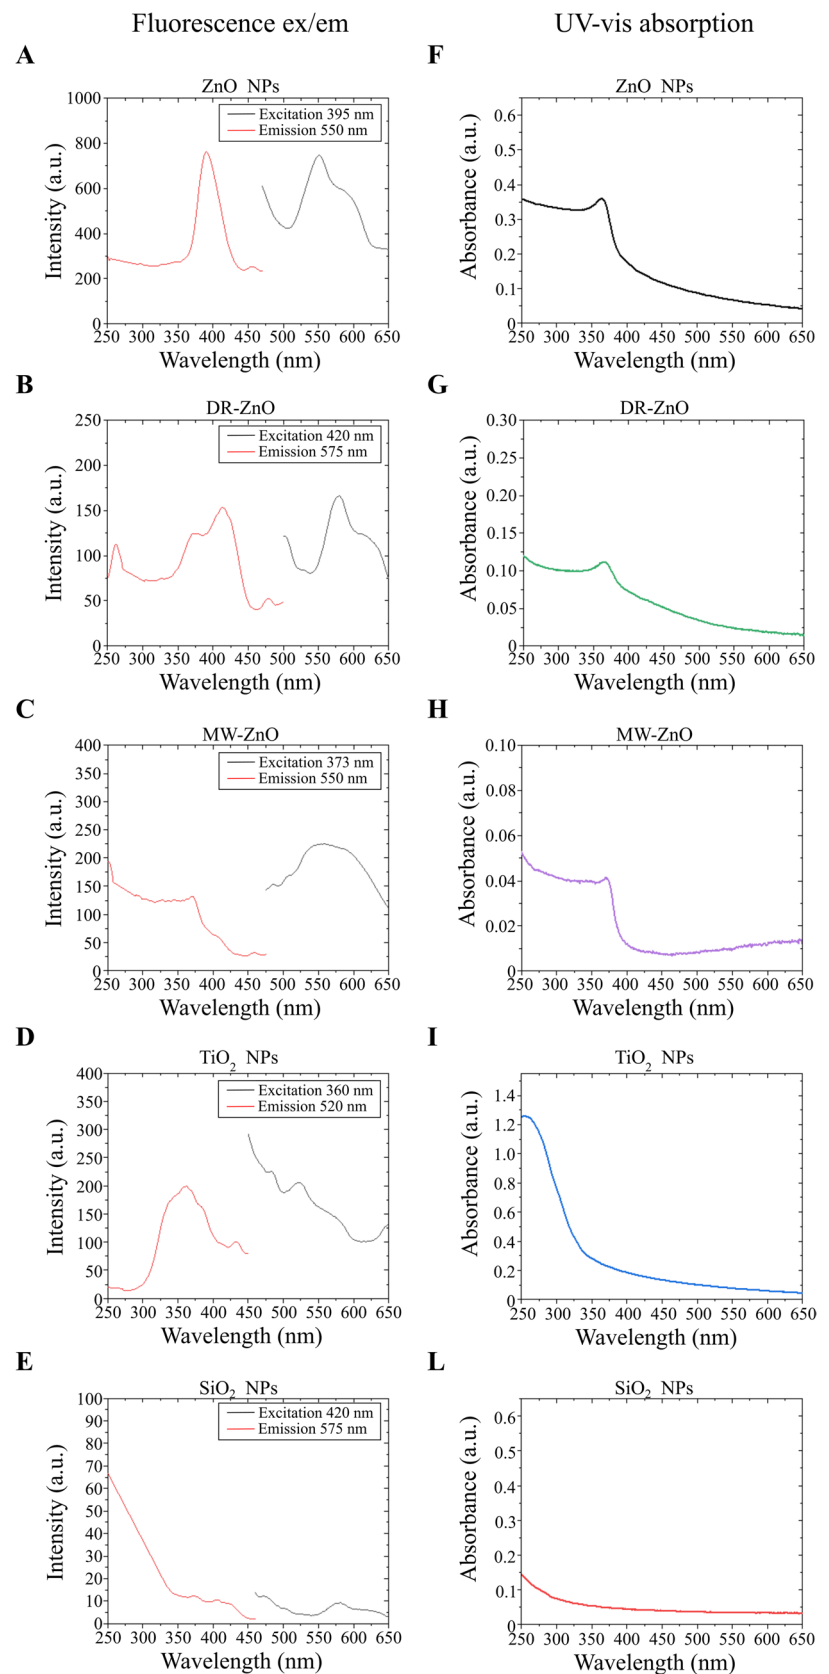 Fluorescence ex/em
UV-vis absorption
A
ZnO NPs
Intensity (a.u.)
1000
800
600
400
200
0
Excitation 395 nm
Emission 550 nm
250 300 350 400 450 500 550 600 650
Wavelength (nm)
F
ZnO NPs
Absorbance (a.u.)
0.6
0.5
0.4
0.3
0.2
0.1
0
250 300 350 400 450 500 550 600 650
Wavelength (nm)
B
DR-ZnO
Intensity (a.u.)
250
200
150
100
50
0
Excitation 420 nm
Emission 575 nm
250 300 350 400 450 500 550 600 650
Wavelength (nm)
G
DR-ZnO
Absorbance (a.u.)
0.30
0.25
0.20
0.15
0.10
0.05
0
250 300 350 400 450 500 550 600 650
Wavelength (nm)
C
MW-ZnO
Intensity (a.u.)
400
350
300
250
200
150
100
50
0
Excitation 373 nm
Emission 550 nm
250 300 350 400 450 500 550 600 650
Wavelength (nm)
H
MW-ZnO
Absorbance (a.u.)
0.10
0.08
0.06
0.04
0.02
0
250 300 350 400 450 500 550 600 650
Wavelength (nm)
D
TiO₂ NPs
Intensity (a.u.)
400
350
300
250
200
150
100
50
0
Excitation 360 nm
Emission 520 nm
250 300 350 400 450 500 550 600 650
Wavelength (nm)
I
TiO₂ NPs
Absorbance (a.u.)
1.4
1.2
1.0
0.8
0.6
0.4
0.2
0
250 300 350 400 450 500 550 600 650
Wavelength (nm)
E
SiO₂ NPs
Intensity (a.u.)
100
90
80
70
60
50
40
30
20
10
0
Excitation 420 nm
Emission 575 nm
250 300 350 400 450 500 550 600 650
Wavelength (nm)
L
SiO₂ NPs
Absorbance (a.u.)
0.6
0.5
0.4
0.3
0.2
0.1
0
250 300 350 400 450 500 550 600 650
Wavelength (nm)